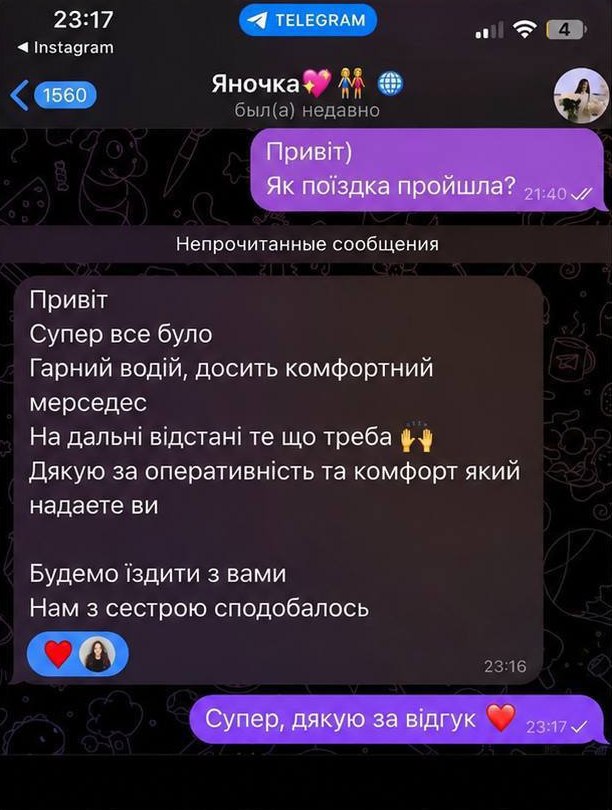 23:17
TELEGRAM
4
◀ Instagram
1560
Яночка💖👭🌐
был(а) недавно
Привіт)
Як поїздка пройшла? 21:40
Непрочитанные сообщения
Привіт
Супер все було
Гарний водій, досить комфортний
мерседес
На дальні відстані те що треба 🙌
Дякую за оперативність та комфорт який
надаете ви
Будемо їздити з вами
Нам з сестрою сподобалось
❤️
23:16
Супер, дякую за відгук ❤️ 23:17